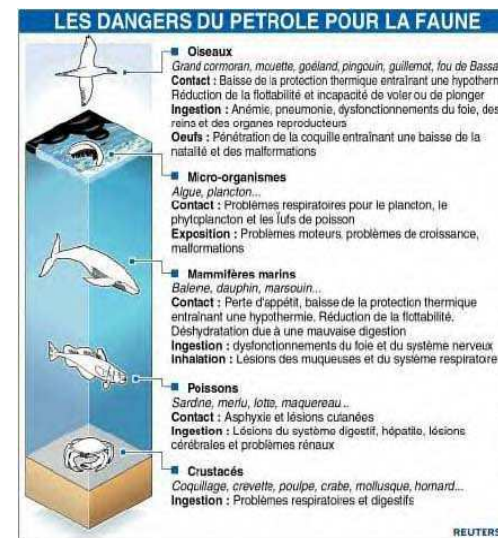 LES DANGERS DU PETROLE POUR LA FAUNE
Oiseaux
Grand cormoran, mouette, goéland, pingouin, guillemot, fou de Bassa
Contact : Baisse de la protection thermique entraînant une hypotherm
Réduction de la flottabilité et incapacité de voler ou de plonger
Ingestion : Anémie, pneumonie, dysfonctionnements du foie, des
reins et des organes reproducteurs
Oeufs : Pénétration de la coquille entraînant une baisse de la
natalité et des malformations
Micro-organismes
Algue, plancton...
Contact : Problèmes respiratoires pour le plancton, le
phytoplancton et les Íufs de poisson
Exposition : Problèmes moteurs, problèmes de croissance,
malformations
Mammifères marins
Baleine, dauphin, marsouin...
Contact : Perte d'appétit, baisse de la protection thermique
entraînant une hypothermie. Réduction de la flottabilité.
Déshydratation due à une mauvaise digestion
Ingestion : dysfonctionnements du foie et du système nerveux
Inhalation : Lésions des muqueuses et du système respiratoire
Poissons
Sardine, merlu, lotte, maquereau...
Contact : Asphyxie et lésions cutanées
Ingestion : Lésions du système digestif, hépatite, lésions
cérébrales et problèmes rénaux
Crustacés
Coquillage, crevette, poulpe, crabe, mollusque, homard...
Ingestion : Problèmes respiratoires et digestifs
REUTERS